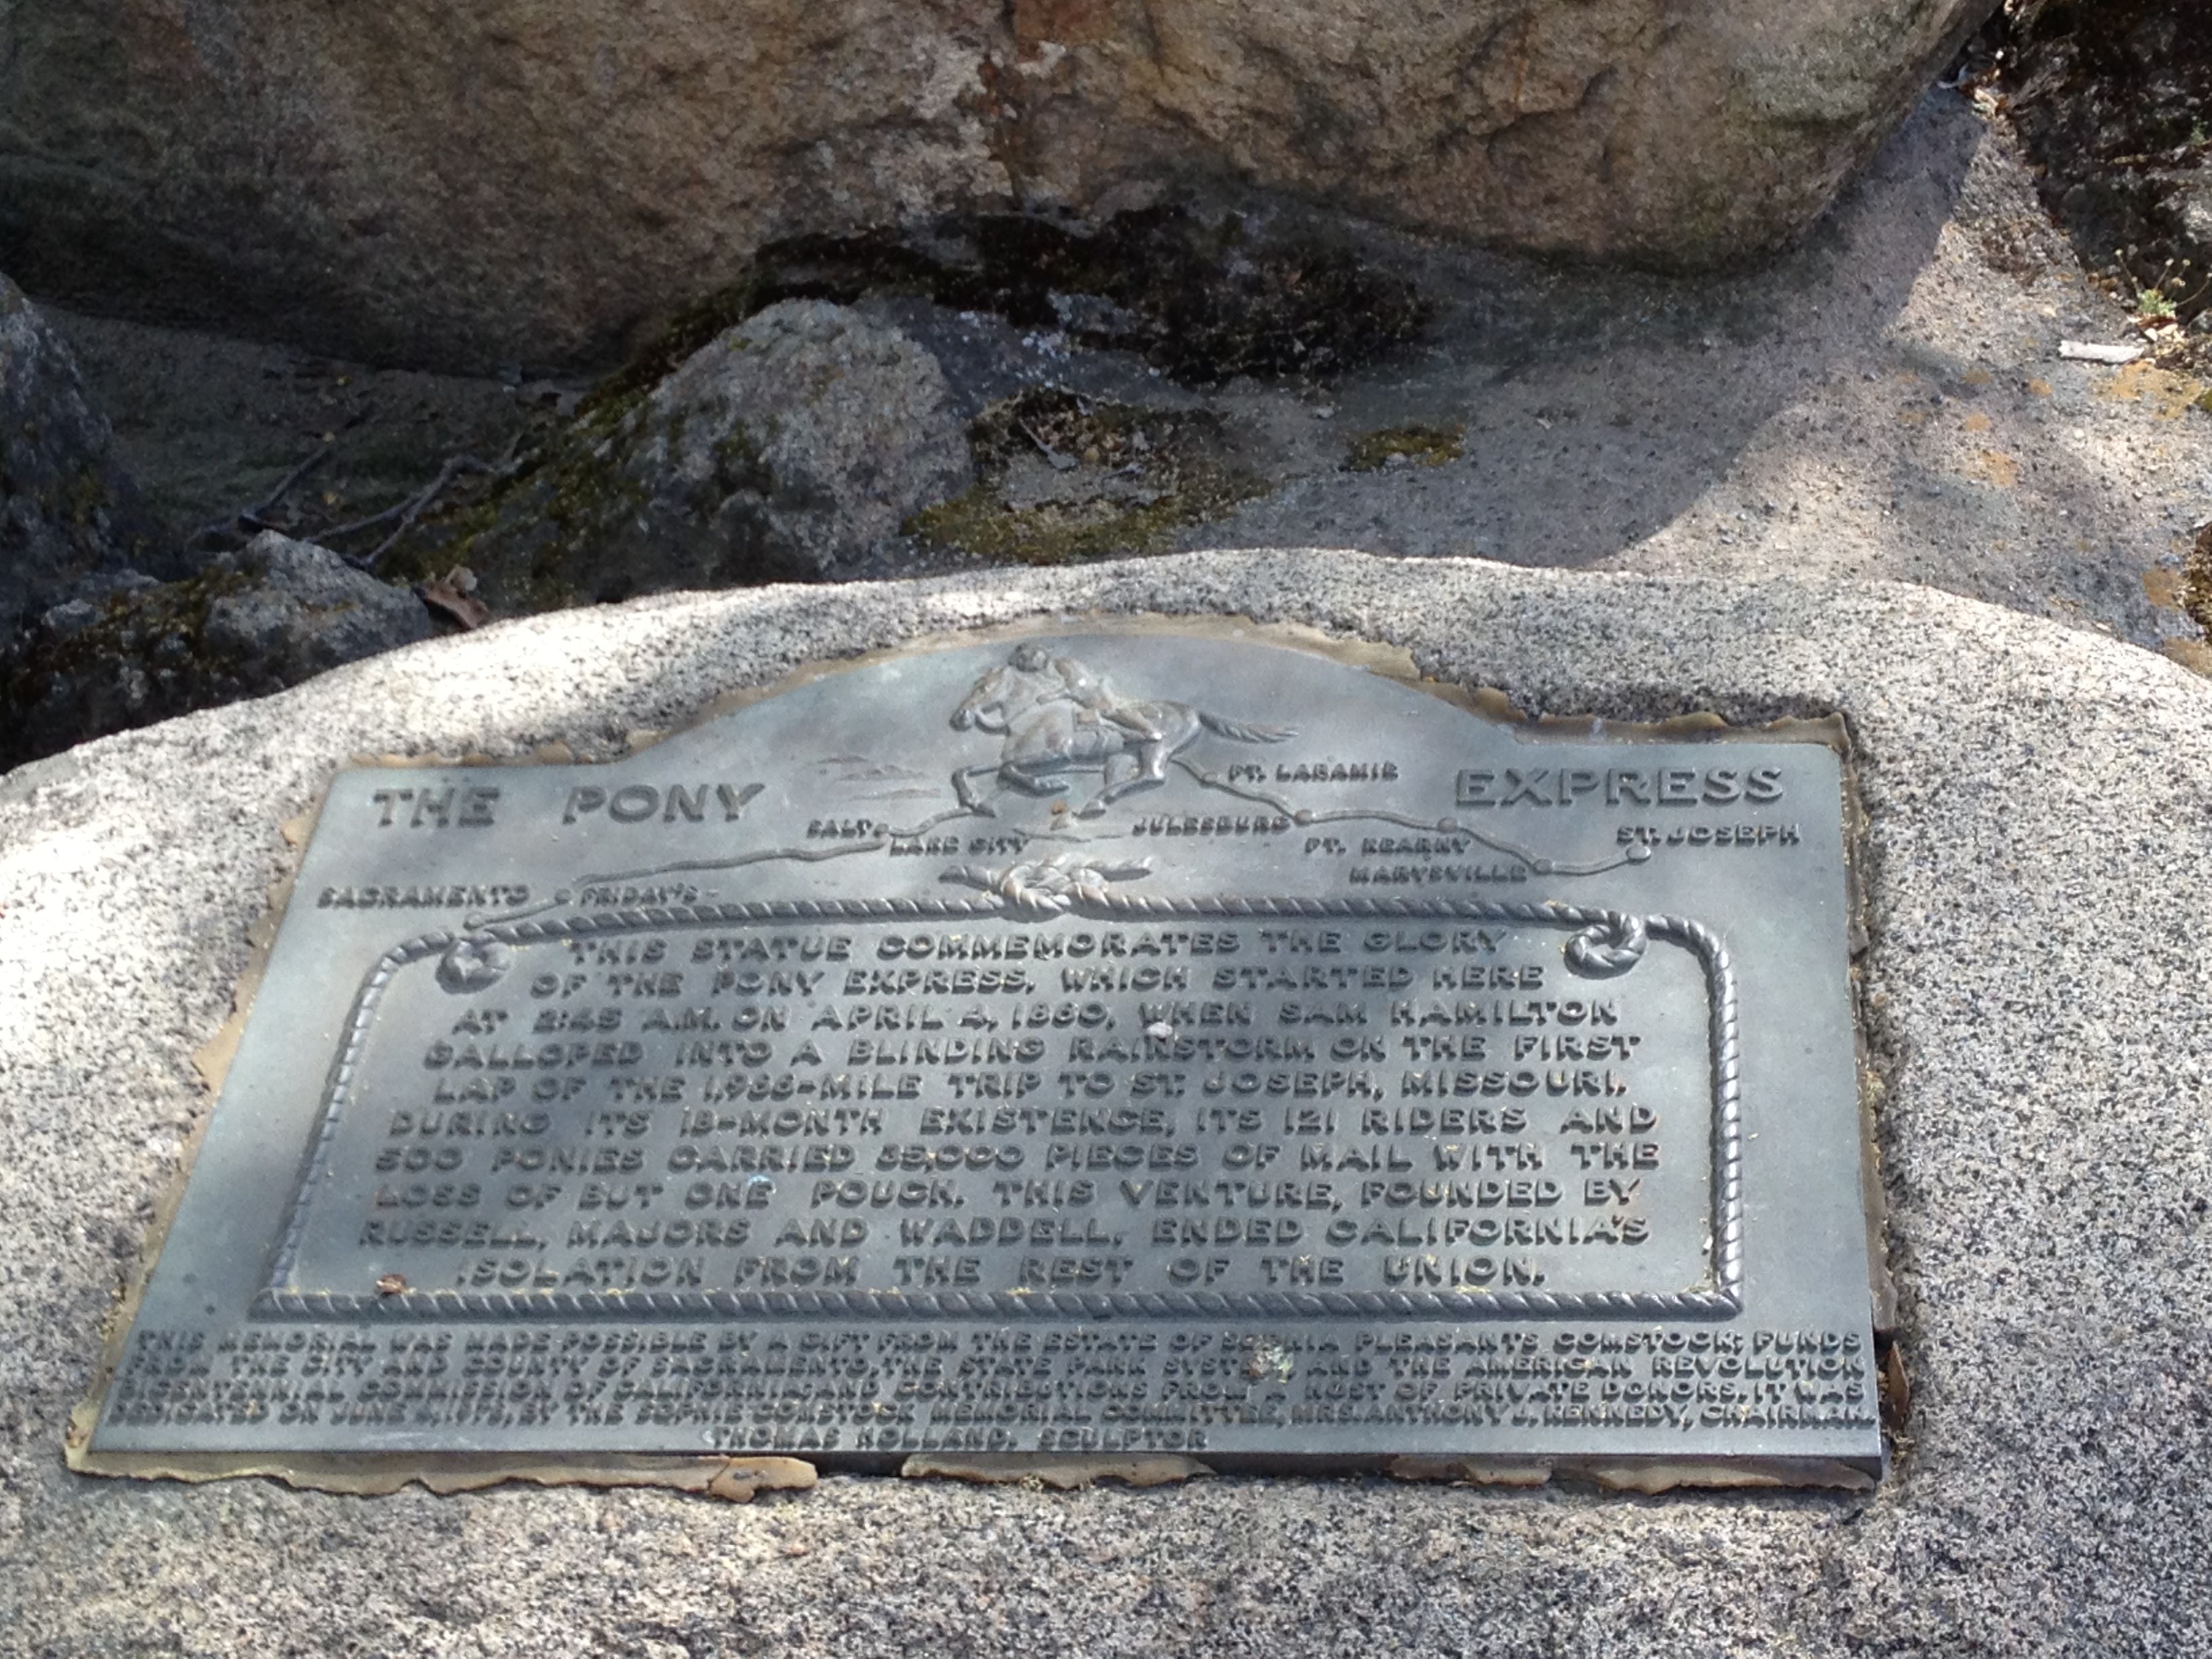 THE PONY EXPRESS
FT. LARAMIE
SALT LAKE CITY
JULESBURG
FT. KEARNY
ST. JOSEPH
MARYSVILLE
SACRAMENTO
FRIDAY'S
THIS STATUE COMMEMORATES THE GLORY
OF THE PONY EXPRESS, WHICH STARTED HERE
AT 2:45 A.M. ON APRIL 4, 1860, WHEN SAM HAMILTON
GALLOPED INTO A BLINDING RAINSTORM ON THE FIRST
LAP OF THE 1,966-MILE TRIP TO ST. JOSEPH, MISSOURI.
DURING ITS 18-MONTH EXISTENCE, ITS 121 RIDERS AND
500 PONIES CARRIED 35,000 PIECES OF MAIL WITH THE
LOSS OF BUT ONE POUCH. THIS VENTURE, FOUNDED BY
RUSSELL, MAJORS AND WADDELL, ENDED CALIFORNIA'S
ISOLATION FROM THE REST OF THE UNION.
THIS MEMORIAL WAS MADE POSSIBLE BY A GIFT FROM THE ESTATE OF PLEASANTS COMSTOCK; FUNDS
FROM THE CITY AND COUNTY OF SACRAMENTO, THE STATE PARK SYSTEM AND THE AMERICAN REVOLUTION
BICENTENNIAL COMMISSION OF CALIFORNIA; AND CONTRIBUTIONS FROM A HOST OF PRIVATE DONORS. IT WAS
DEDICATED ON JUNE BY THE SOPHIE COMSTOCK MEMORIAL COMMITTEE, MRS. ANTHONY J. KENNEDY, CHAIRMAN.
THOMAS HOLLAND, SCULPTOR